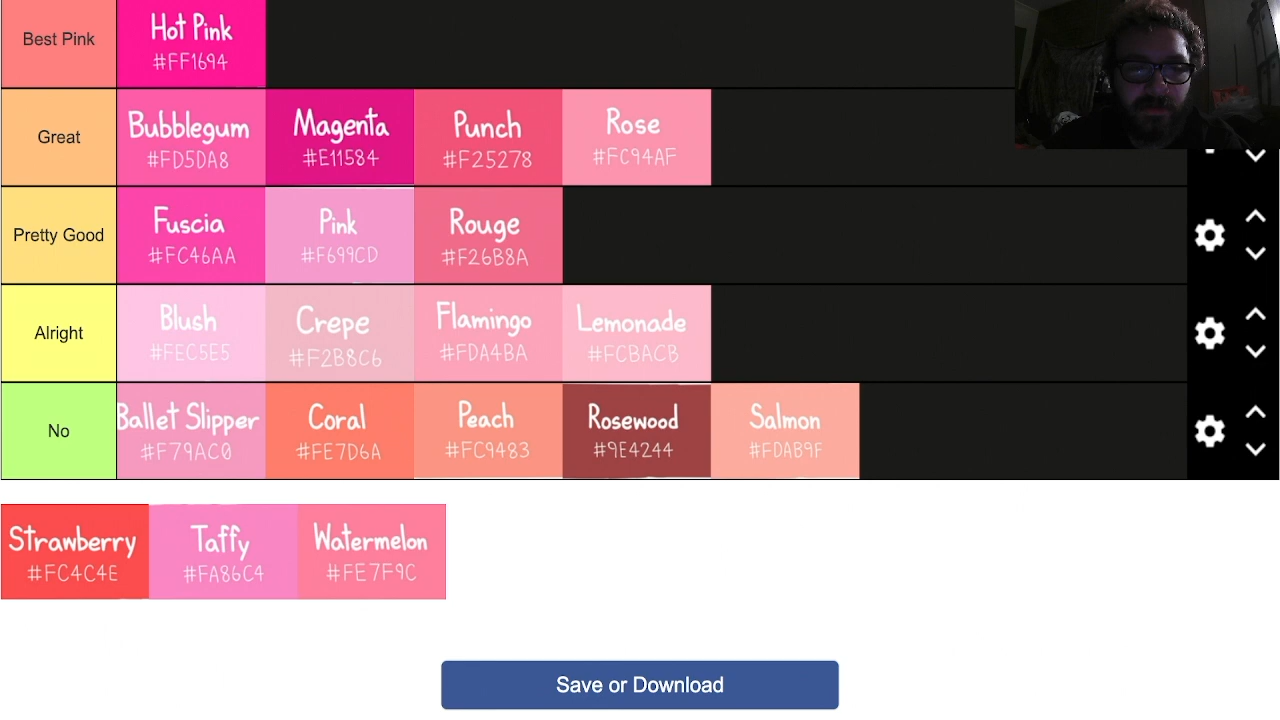 Best Pink
Hot Pink
#FF1694
Great
Bubblegum
#FD5DA8
Magenta
#E11584
Punch
#F25278
Rose
#FC94AF
Pretty Good
Fuscia
#FC46AA
Pink
#F699CD
Rouge
#F26B8A
Alright
Blush
#FEC5E5
Crepe
#F2B8C6
Flamingo
#FDA4BA
Lemonade
#FCBACB
No
Ballet Slipper
#F79AC0
Coral
#FE7D6A
Peach
#FC9483
Rosewood
#9E4244
Salmon
#FDAB9F
Strawberry
#FC4C4E
Taffy
#FA86C4
Watermelon
#FE7F9C
Save or Download